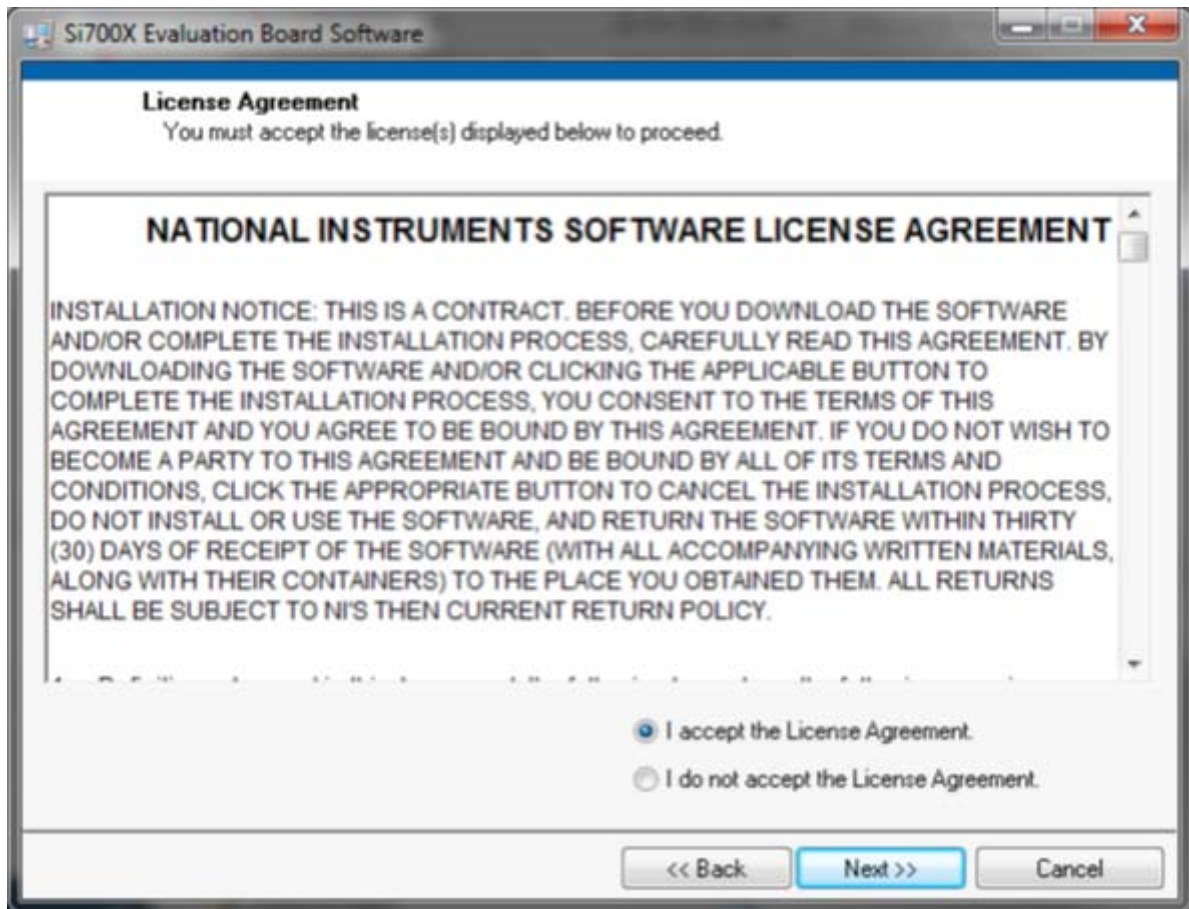 Si700X Evaluation Board Software
License Agreement
You must accept the license(s) displayed below to proceed.
NATIONAL INSTRUMENTS SOFTWARE LICENSE AGREEMENT
INSTALLATION NOTICE: THIS IS A CONTRACT. BEFORE YOU DOWNLOAD THE SOFTWARE
AND/OR COMPLETE THE INSTALLATION PROCESS, CAREFULLY READ THIS AGREEMENT. BY
DOWNLOADING THE SOFTWARE AND/OR CLICKING THE APPLICABLE BUTTON TO
COMPLETE THE INSTALLATION PROCESS, YOU CONSENT TO THE TERMS OF THIS
AGREEMENT AND YOU AGREE TO BE BOUND BY THIS AGREEMENT. IF YOU DO NOT WISH TO
BECOME A PARTY TO THIS AGREEMENT AND BE BOUND BY ALL OF ITS TERMS AND
CONDITIONS, CLICK THE APPROPRIATE BUTTON TO CANCEL THE INSTALLATION PROCESS,
DO NOT INSTALL OR USE THE SOFTWARE, AND RETURN THE SOFTWARE WITHIN THIRTY
(30) DAYS OF RECEIPT OF THE SOFTWARE (WITH ALL ACCOMPANYING WRITTEN MATERIALS,
ALONG WITH THEIR CONTAINERS) TO THE PLACE YOU OBTAINED THEM. ALL RETURNS
SHALL BE SUBJECT TO NI'S THEN CURRENT RETURN POLICY.
I accept the License Agreement.
I do not accept the License Agreement.
<< Back Next >> Cancel